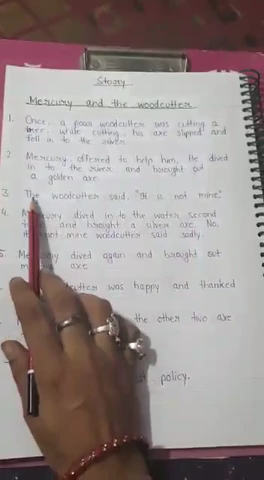 Story
Mercury and the woodcutter
1. Once, a poor woodcutter was cutting a
tree, while cutting, his axe slipped and
fell in to the river.
2. Mercury, offered to help him. He dived
in to the river and brought out
a golden axe.
3. The woodcutter said, "It is not mine"
4. Mercury dived in to the water second
and brought a silver axe. No,
not mine woodcutter said sadly.
Mercury dived again and brought out
axe
was happy and thanked
the other two axe
policy.